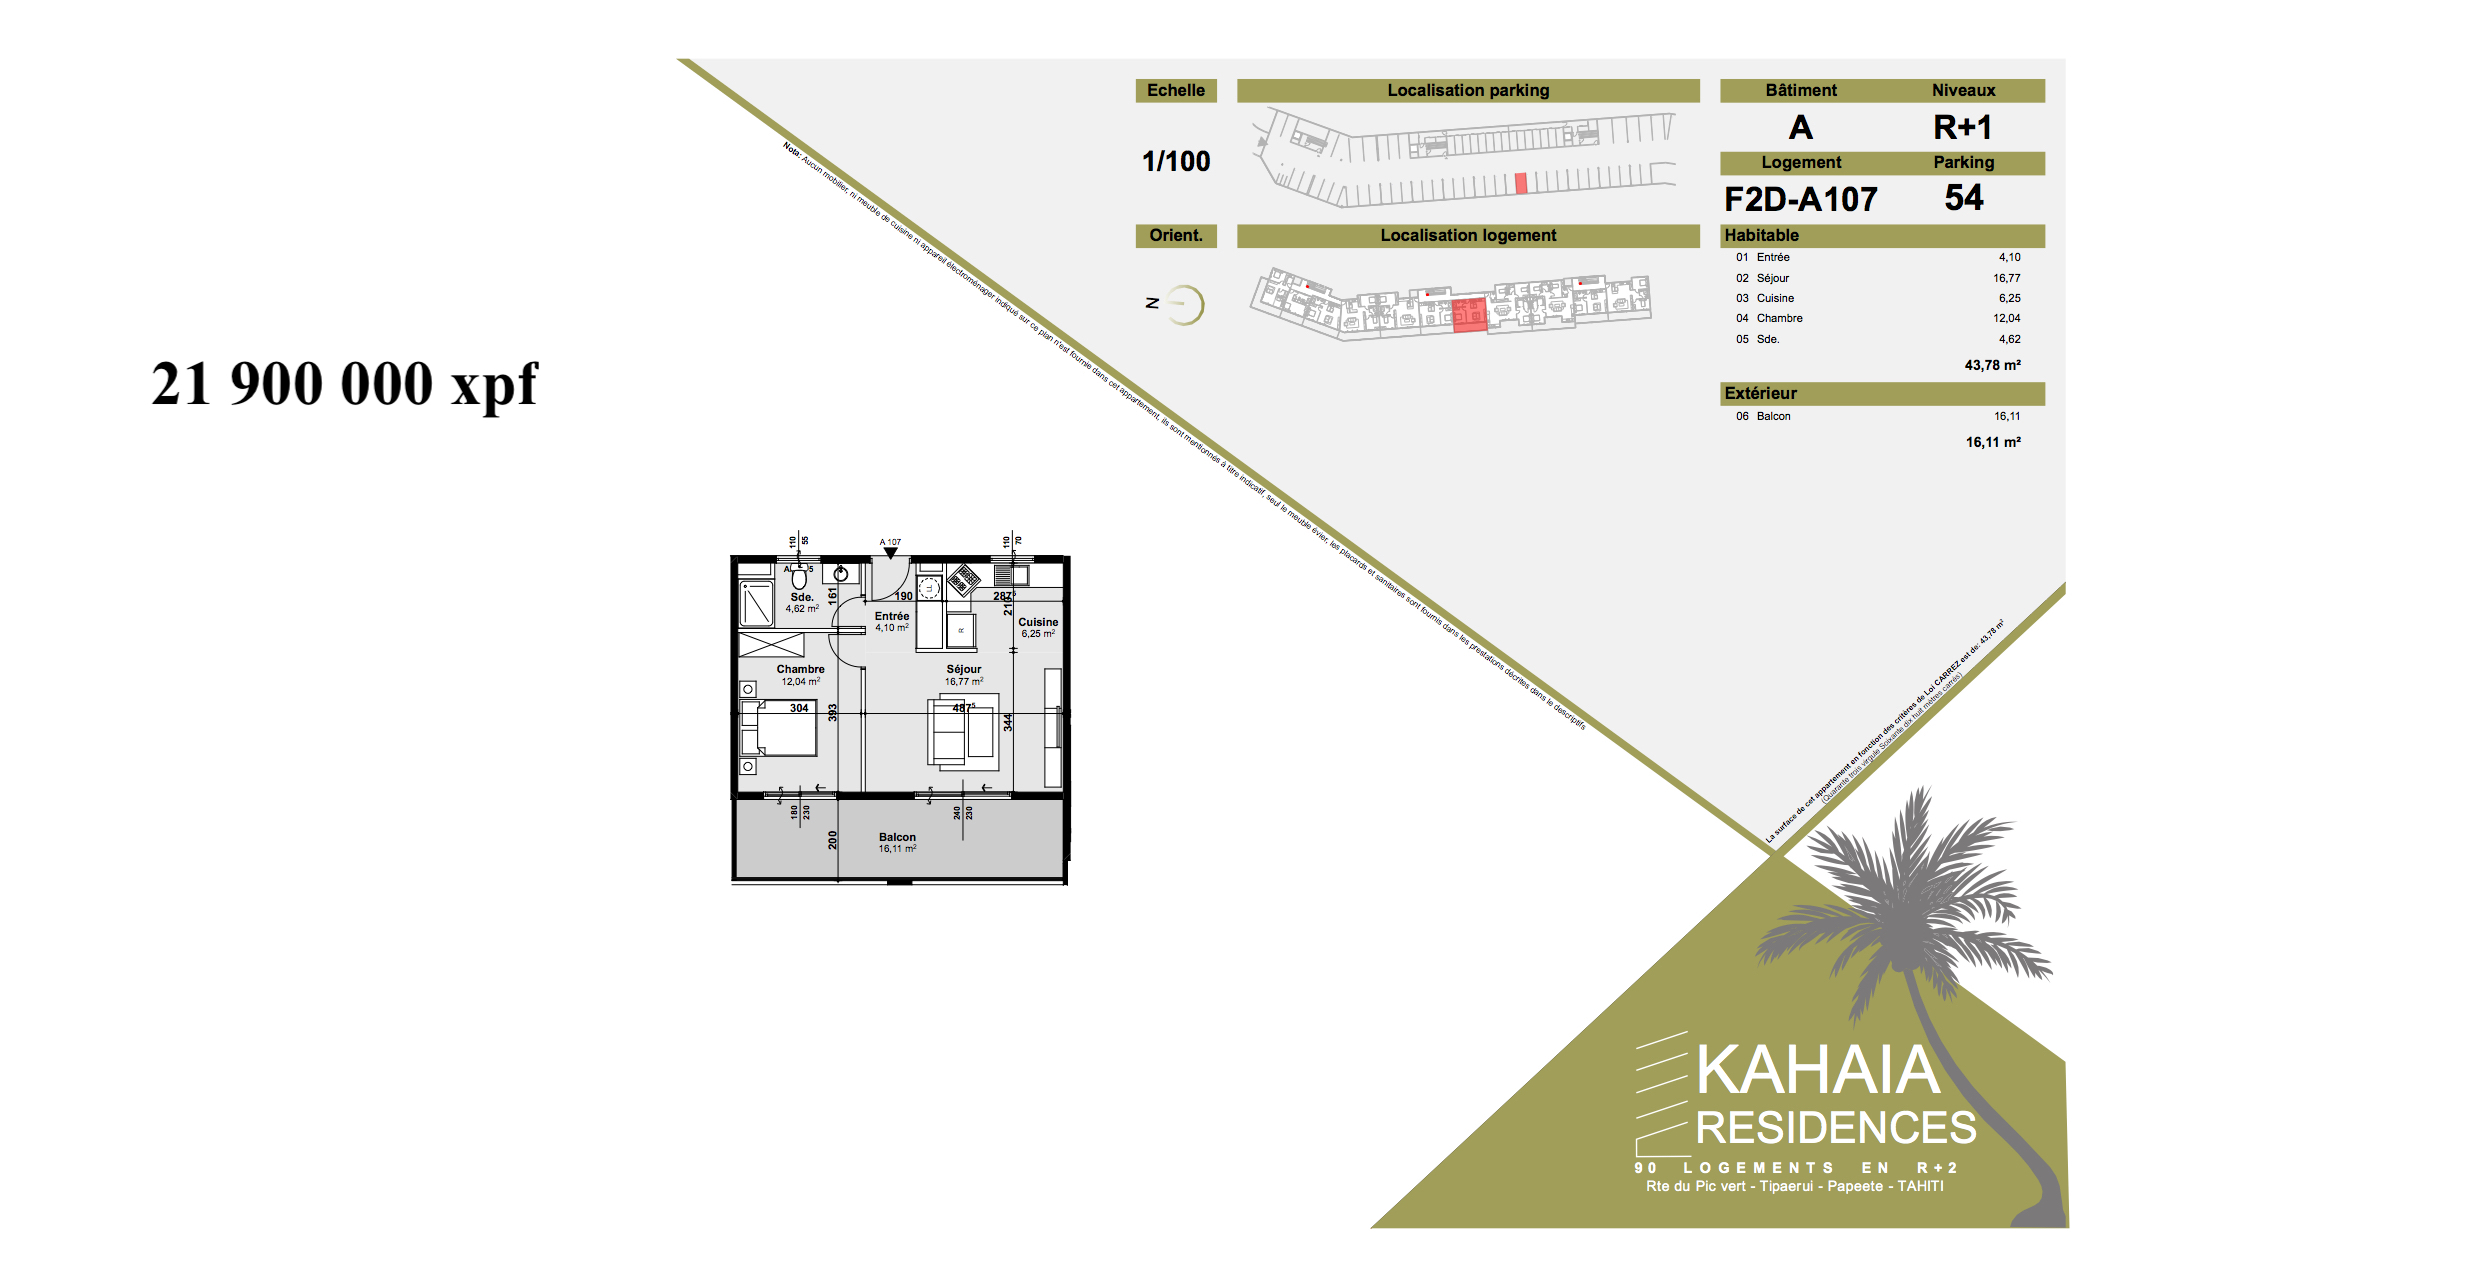 21 900 000 xpf
Echelle
1/100
Orient.
N
Localisation parking
Localisation logement
Bâtiment Niveaux
A R+1
Logement Parking
F2D-A107 54
Habitable
01 Entrée 4,10
02 Séjour 16,77
03 Cuisine 6,25
04 Chambre 12,04
05 Sde. 4,62
43,78 m²
Extérieur
06 Balcon 16,11
16,11 m²
Nota: Aucun mobilier, ni meuble de cuisine ni appareil électroménager indiqué sur ce plan n'est fournie dans cet appartement, ils sont mentionnés à titre indicatif, seul le meuble évier, les placards et sanitaires sont fournis dans les prestations décrites dans le descriptifs
110 55
A 107
110 70
Sde.
4,62 m²
161
190
LL
287⁵
Entrée
4,10 m²
R
Cuisine
6,25 m²
Chambre
12,04 m²
Séjour
16,77 m²
304
393
487⁵
344
180 230
240 230
200
Balcon
16,11 m²
La surface de cet appartement en fonction des critères de Loi CARREZ est de: 43,78 m²
(Quarante trois virgule Soixante dix huit mètres carrés)
KAHAIA
RESIDENCES
90 LOGEMENTS EN R+2
Rte du Pic vert - Tipaerui - Papeete - TAHITI